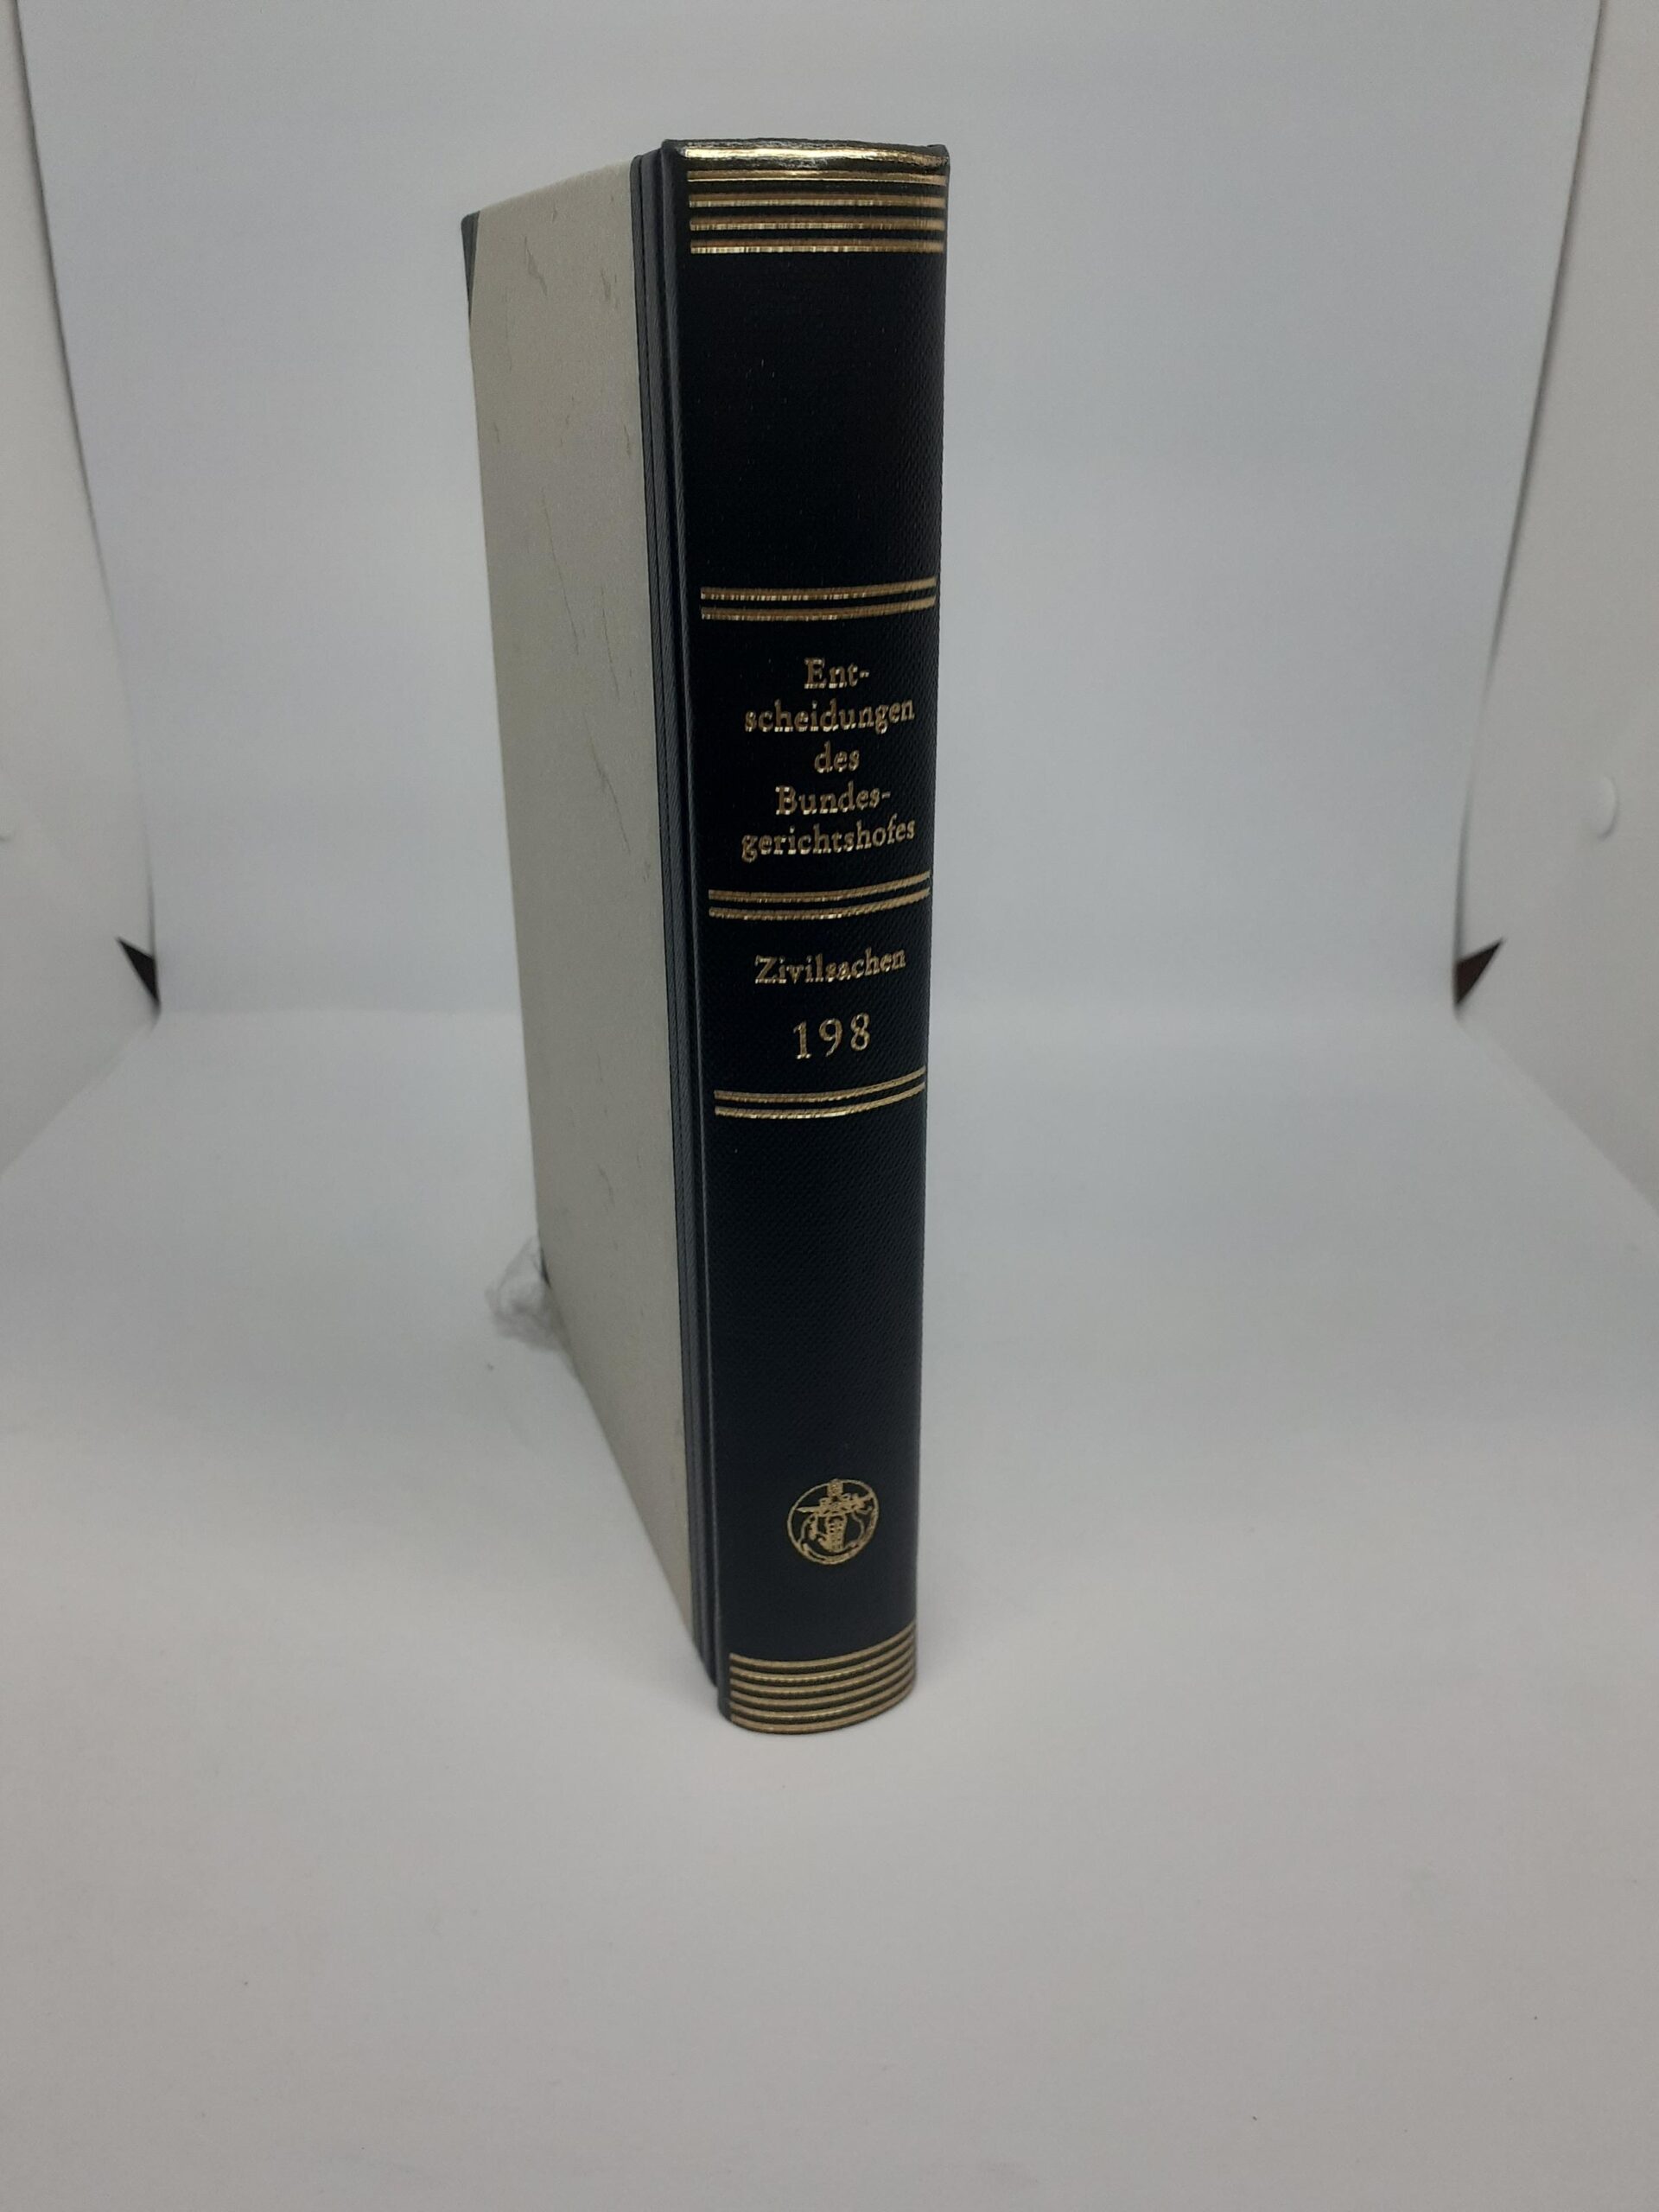 Ent-
scheidungen
des
Bundes-
gerichtshofes
Zivilsachen
198